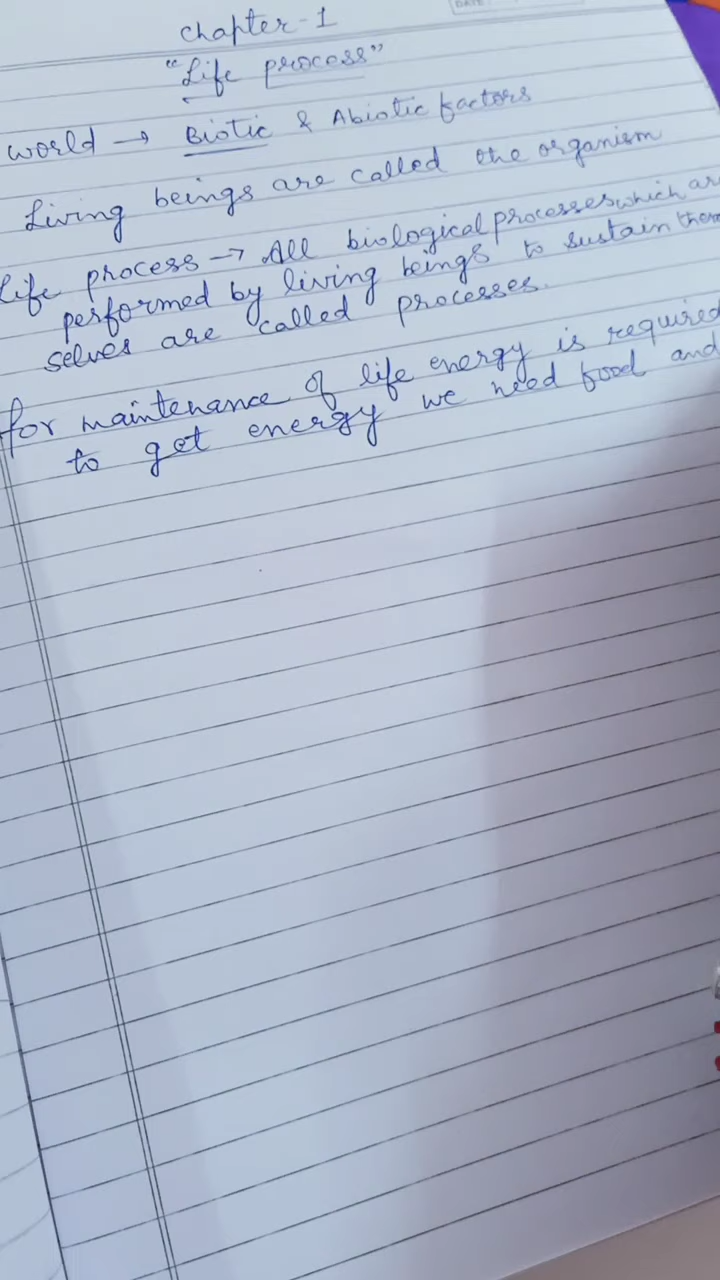 DATE
Chapter-1
"Life process"
world → Biotic & Abiotic factors
Living beings are called the organism
Life process → All biological processes which are
performed by living beings to sustain them
selves are called processes.
for maintenance of life energy is required
to get energy we need food and